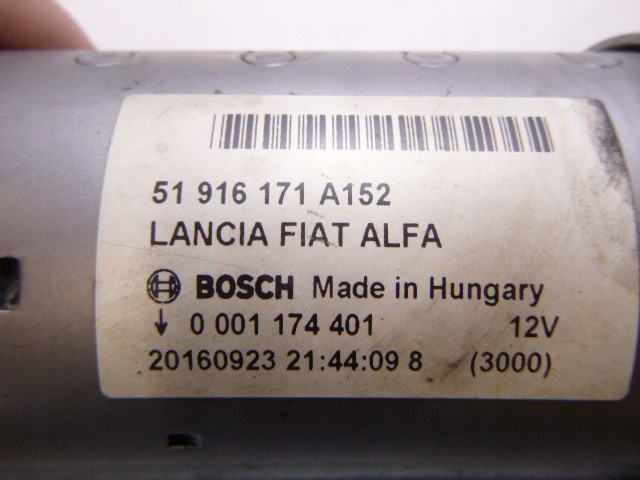 51 916 171 A152
LANCIA FIAT ALFA
BOSCH Made in Hungary
↓ 0 001 174 401 12V
20160923 21:44:09 8 (3000)